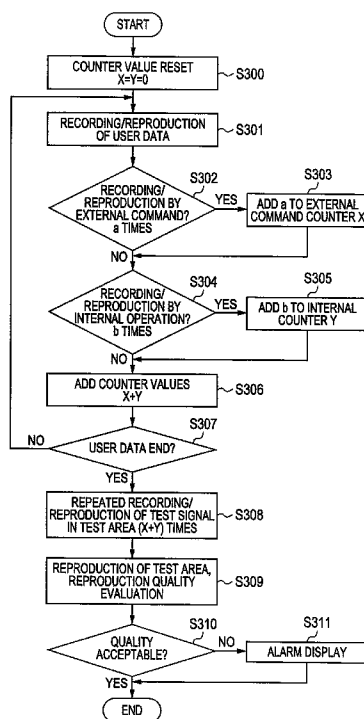 START
COUNTER VALUE RESET
X=Y=0
S300
RECORDING/REPRODUCTION
OF USER DATA
S301
S302
RECORDING/
REPRODUCTION BY
EXTERNAL COMMAND?
a TIMES
YES
S303
ADD a TO EXTERNAL
COMMAND COUNTER X
NO
S304
RECORDING/
REPRODUCTION BY
INTERNAL OPERATION?
b TIMES
YES
S305
ADD b TO INTERNAL
COUNTER Y
NO
ADD COUNTER VALUES
X+Y
S306
S307
NO
USER DATA END?
YES
REPEATED RECORDING/
REPRODUCTION OF TEST SIGNAL
IN TEST AREA (X+Y) TIMES
S308
REPRODUCTION OF TEST AREA,
REPRODUCTION QUALITY
EVALUATION
S309
S310
QUALITY
ACCEPTABLE?
NO
S311
ALARM DISPLAY
YES
END